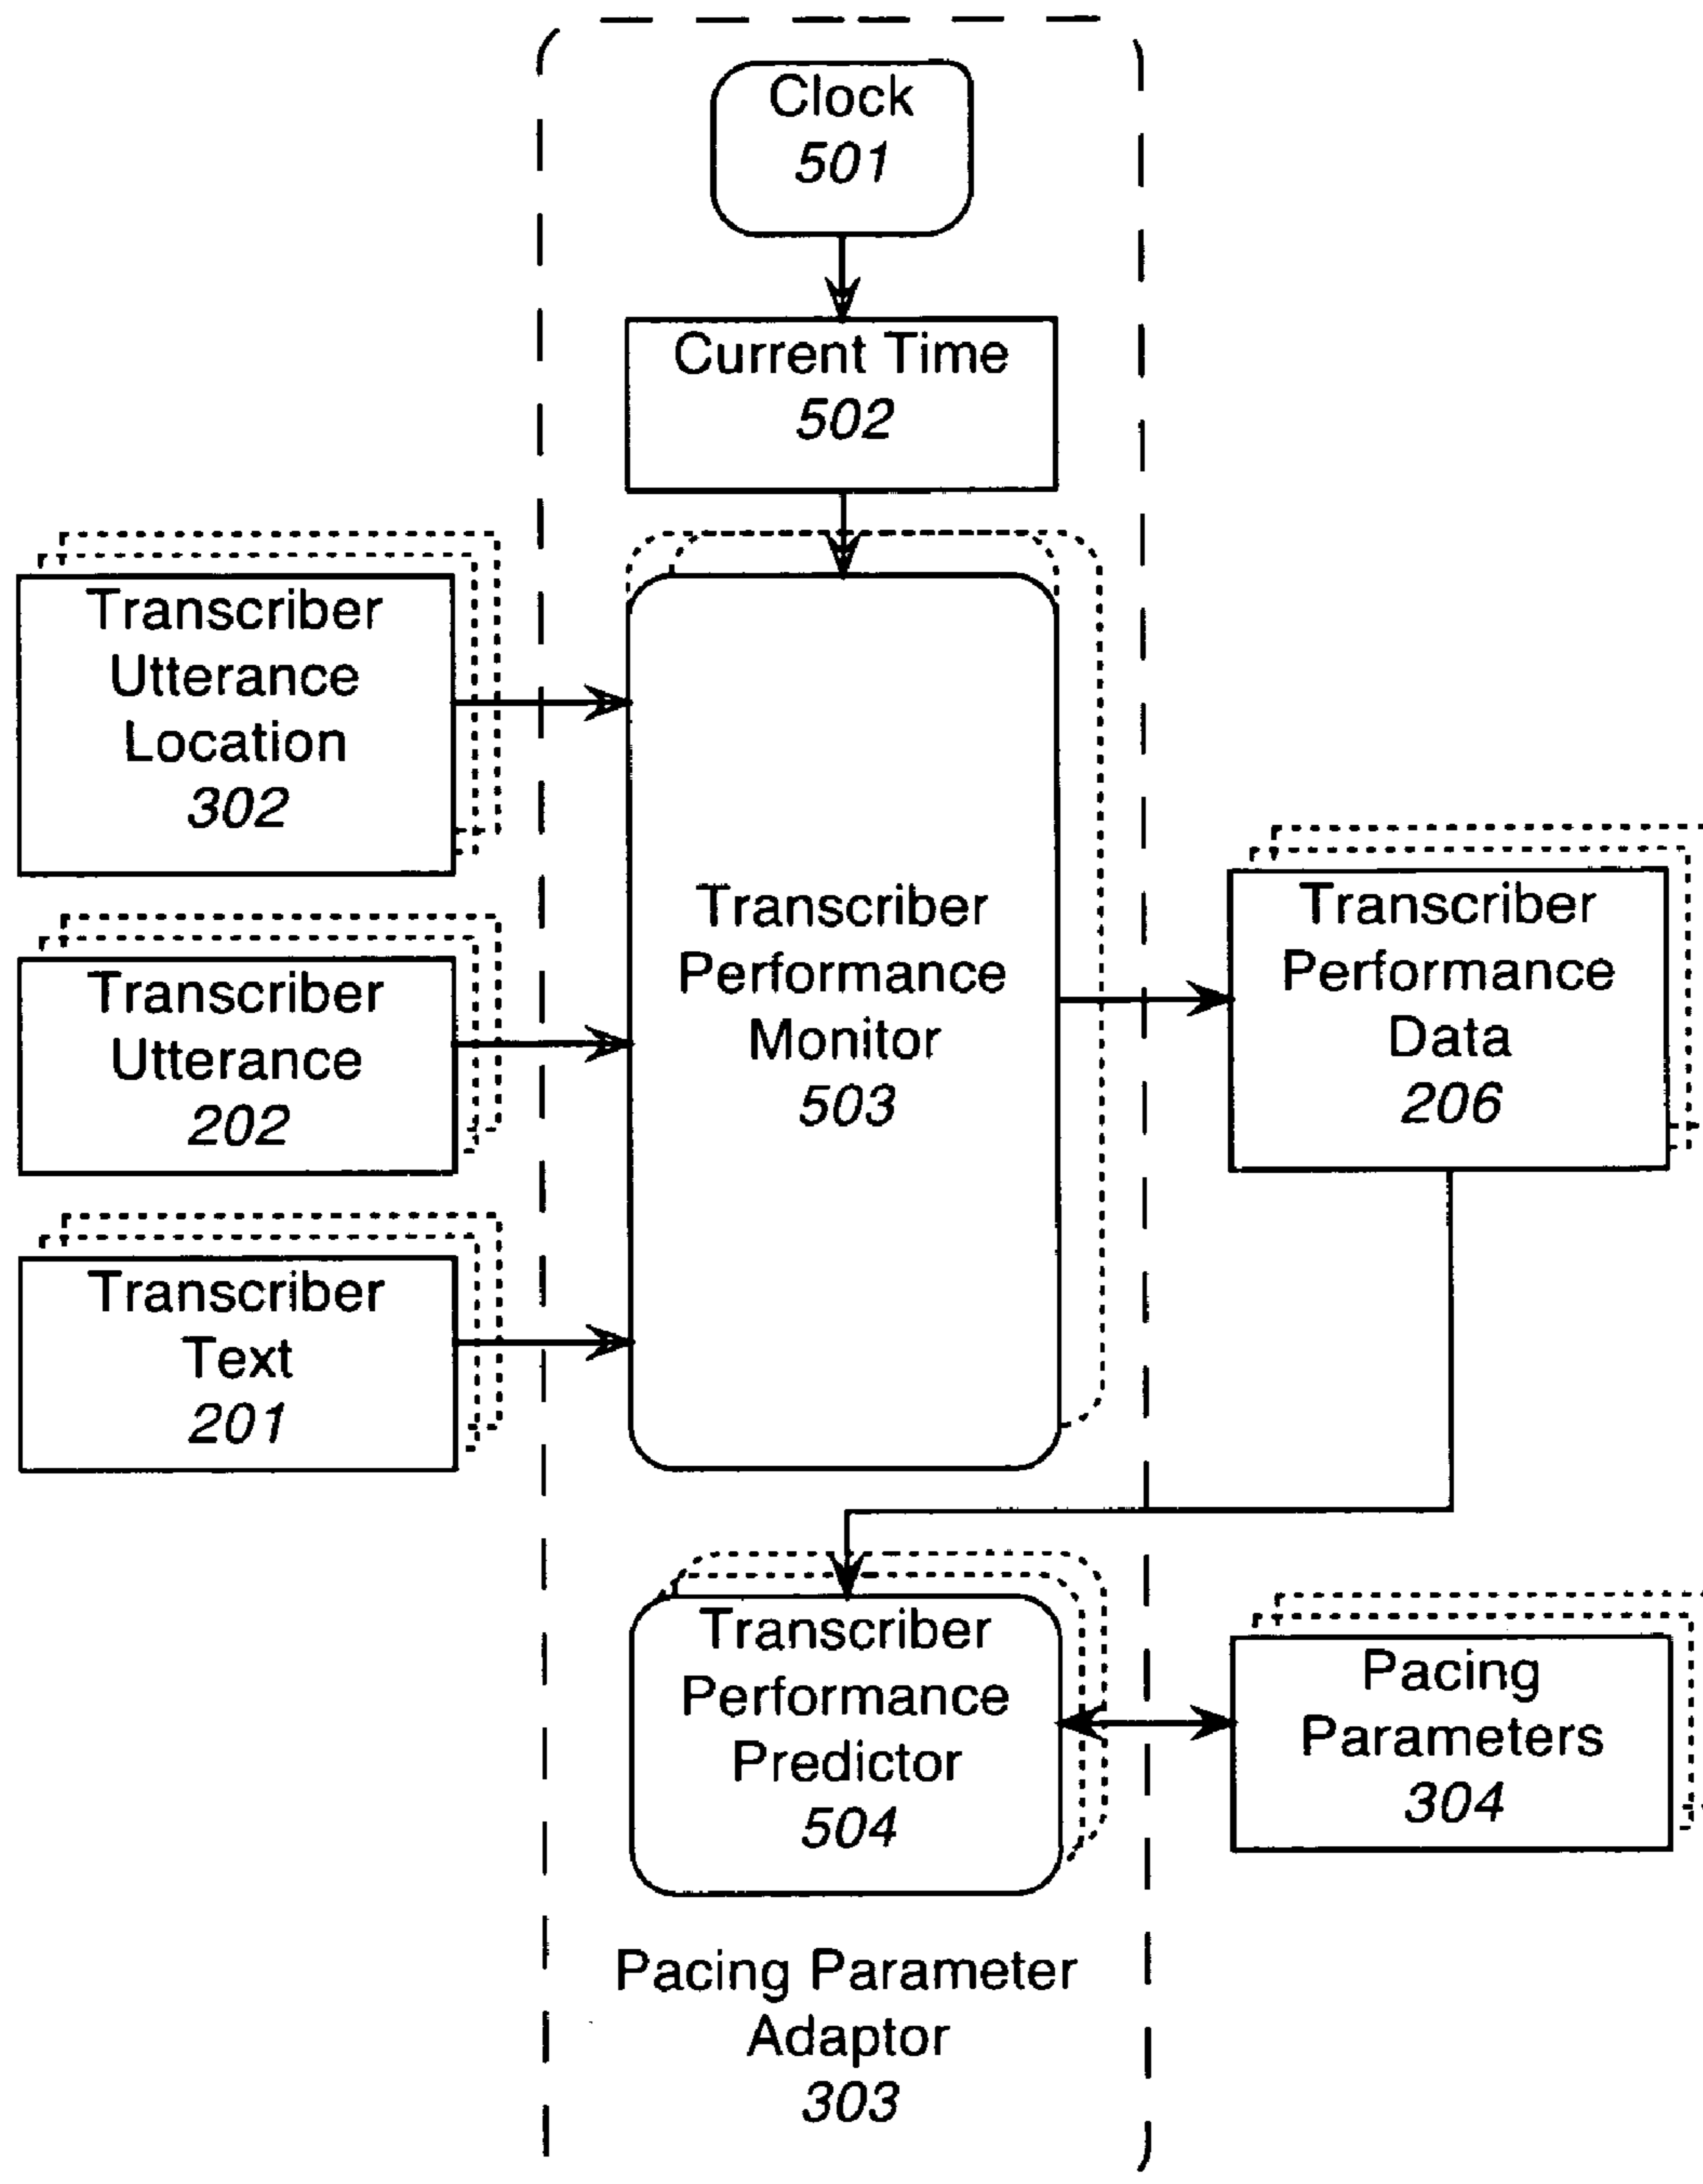 Clock
501
Current Time
502
Transcriber
Utterance
Location
302
Transcriber
Utterance
202
Transcriber
Text
201
Transcriber
Performance
Monitor
503
Transcriber
Performance
Data
206
Transcriber
Performance
Predictor
504
Pacing
Parameters
304
Pacing Parameter
Adaptor
303